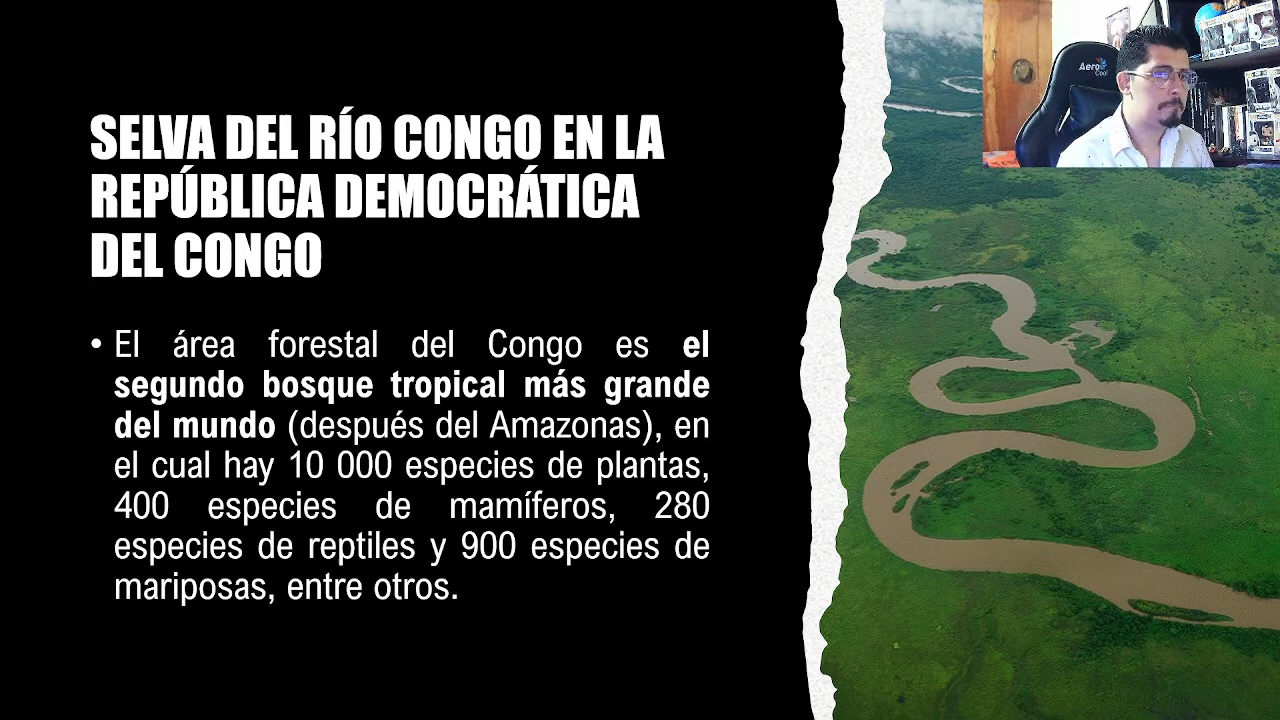 SELVA DEL RÍO CONGO EN LA
REPÚBLICA DEMOCRÁTICA
DEL CONGO
• El área forestal del Congo es el
segundo bosque tropical más grande
del mundo (después del Amazonas), en
el cual hay 10 000 especies de plantas,
400 especies de mamíferos, 280
especies de reptiles y 900 especies de
mariposas, entre otros.
Aero
Cool